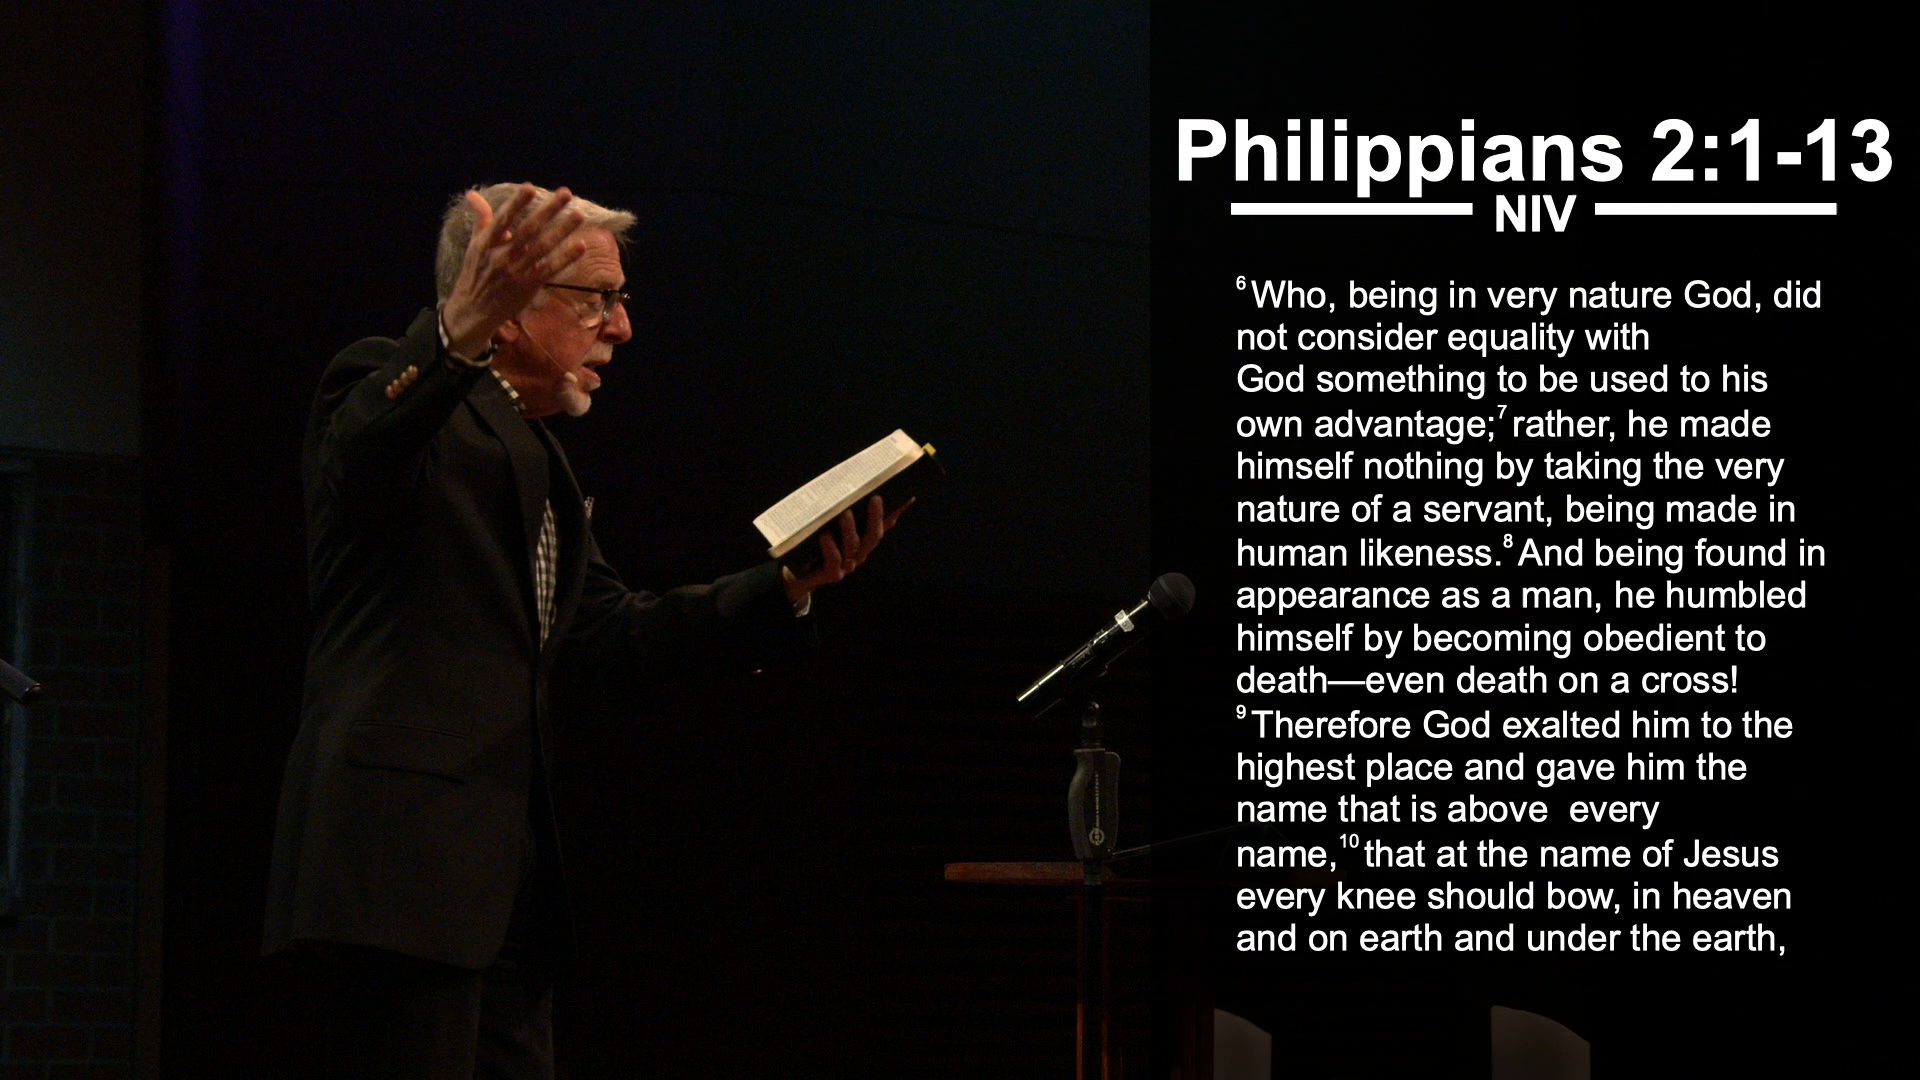 Philippians 2:1-13
NIV
⁶ Who, being in very nature God, did
not consider equality with
God something to be used to his
own advantage;⁷ rather, he made
himself nothing by taking the very
nature of a servant, being made in
human likeness.⁸ And being found in
appearance as a man, he humbled
himself by becoming obedient to
death—even death on a cross!
⁹ Therefore God exalted him to the
highest place and gave him the
name that is above  every
name,¹⁰ that at the name of Jesus
every knee should bow, in heaven
and on earth and under the earth,